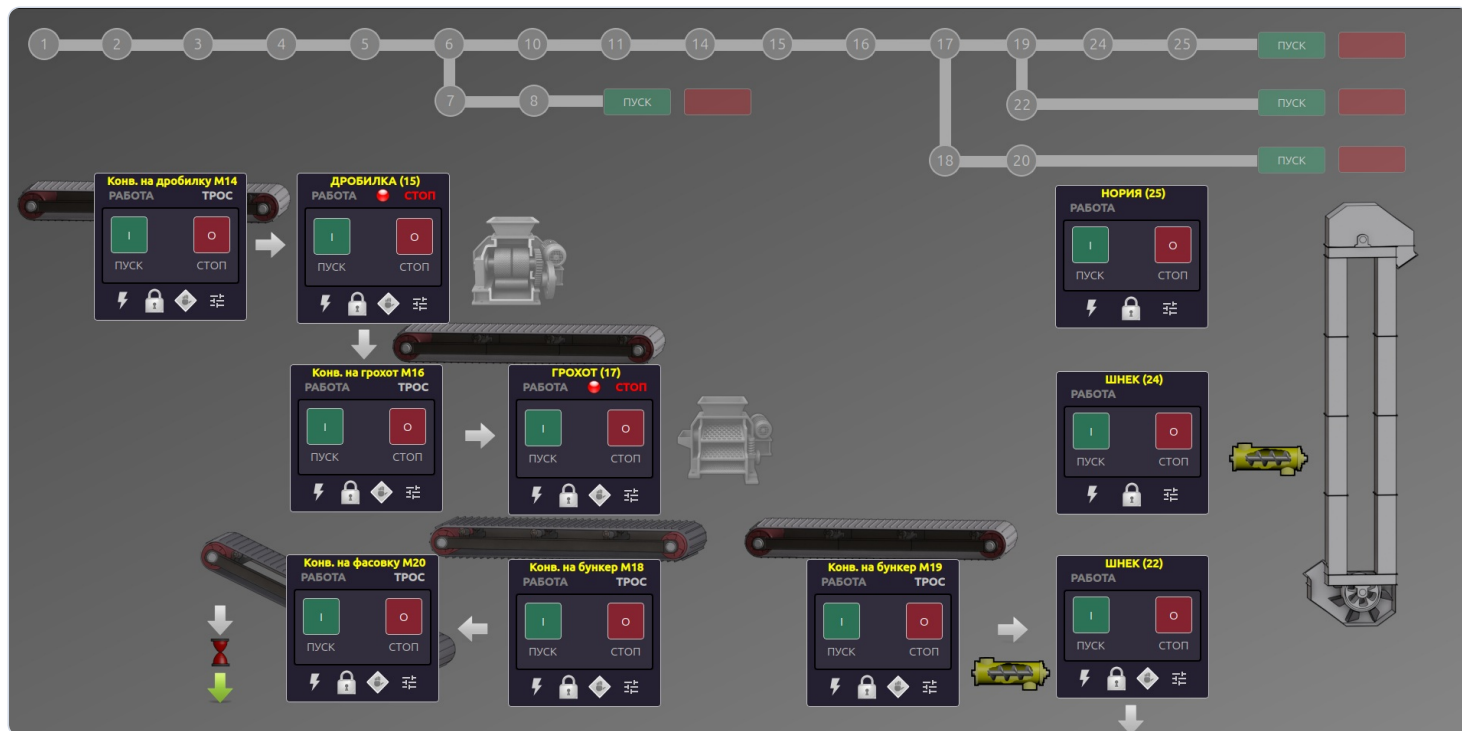 1 2 3 4 5 6 10 11 14 15 16 17 19 24 25 ПУСК
7 8 ПУСК 22 ПУСК
18 20 ПУСК
Конв. на дробилку М14
РАБОТА ТРОС
I O
ПУСК СТОП
ДРОБИЛКА (15)
РАБОТА СТОП
I O
ПУСК СТОП
НОРИЯ (25)
РАБОТА
I O
ПУСК СТОП
Конв. на грохот М16
РАБОТА ТРОС
I O
ПУСК СТОП
ГРОХОТ (17)
РАБОТА СТОП
I O
ПУСК СТОП
ШНЕК (24)
РАБОТА
I O
ПУСК СТОП
Конв. на фасовку М20
РАБОТА ТРОС
I O
ПУСК СТОП
Конв. на бункер М18
РАБОТА ТРОС
I O
ПУСК СТОП
Конв. на бункер М19
РАБОТА ТРОС
I O
ПУСК СТОП
ШНЕК (22)
РАБОТА
I O
ПУСК СТОП